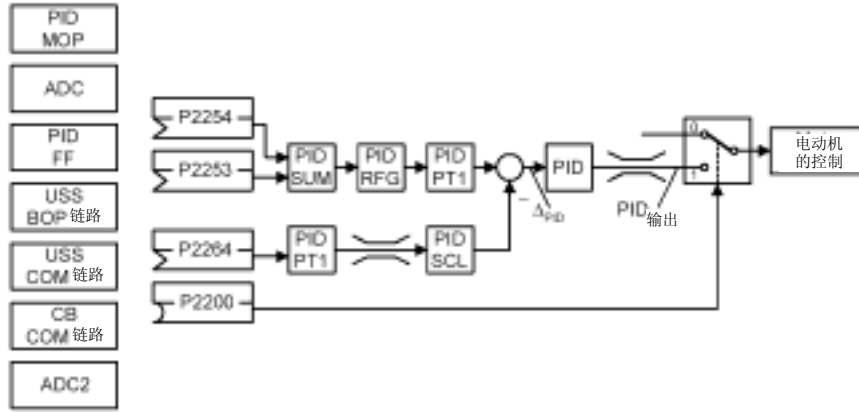 PID
MOP
ADC
PID
FF
USS
BOP 链路
USS
COM 链路
CB
COM 链路
ADC2
P2254
P2253
P2264
P2200
PID
SUM
PID
RFG
PID
PT1
PID
PT1
PID
SCL
− ΔPID
PID
PID 输出
0
1
电动机
的控制